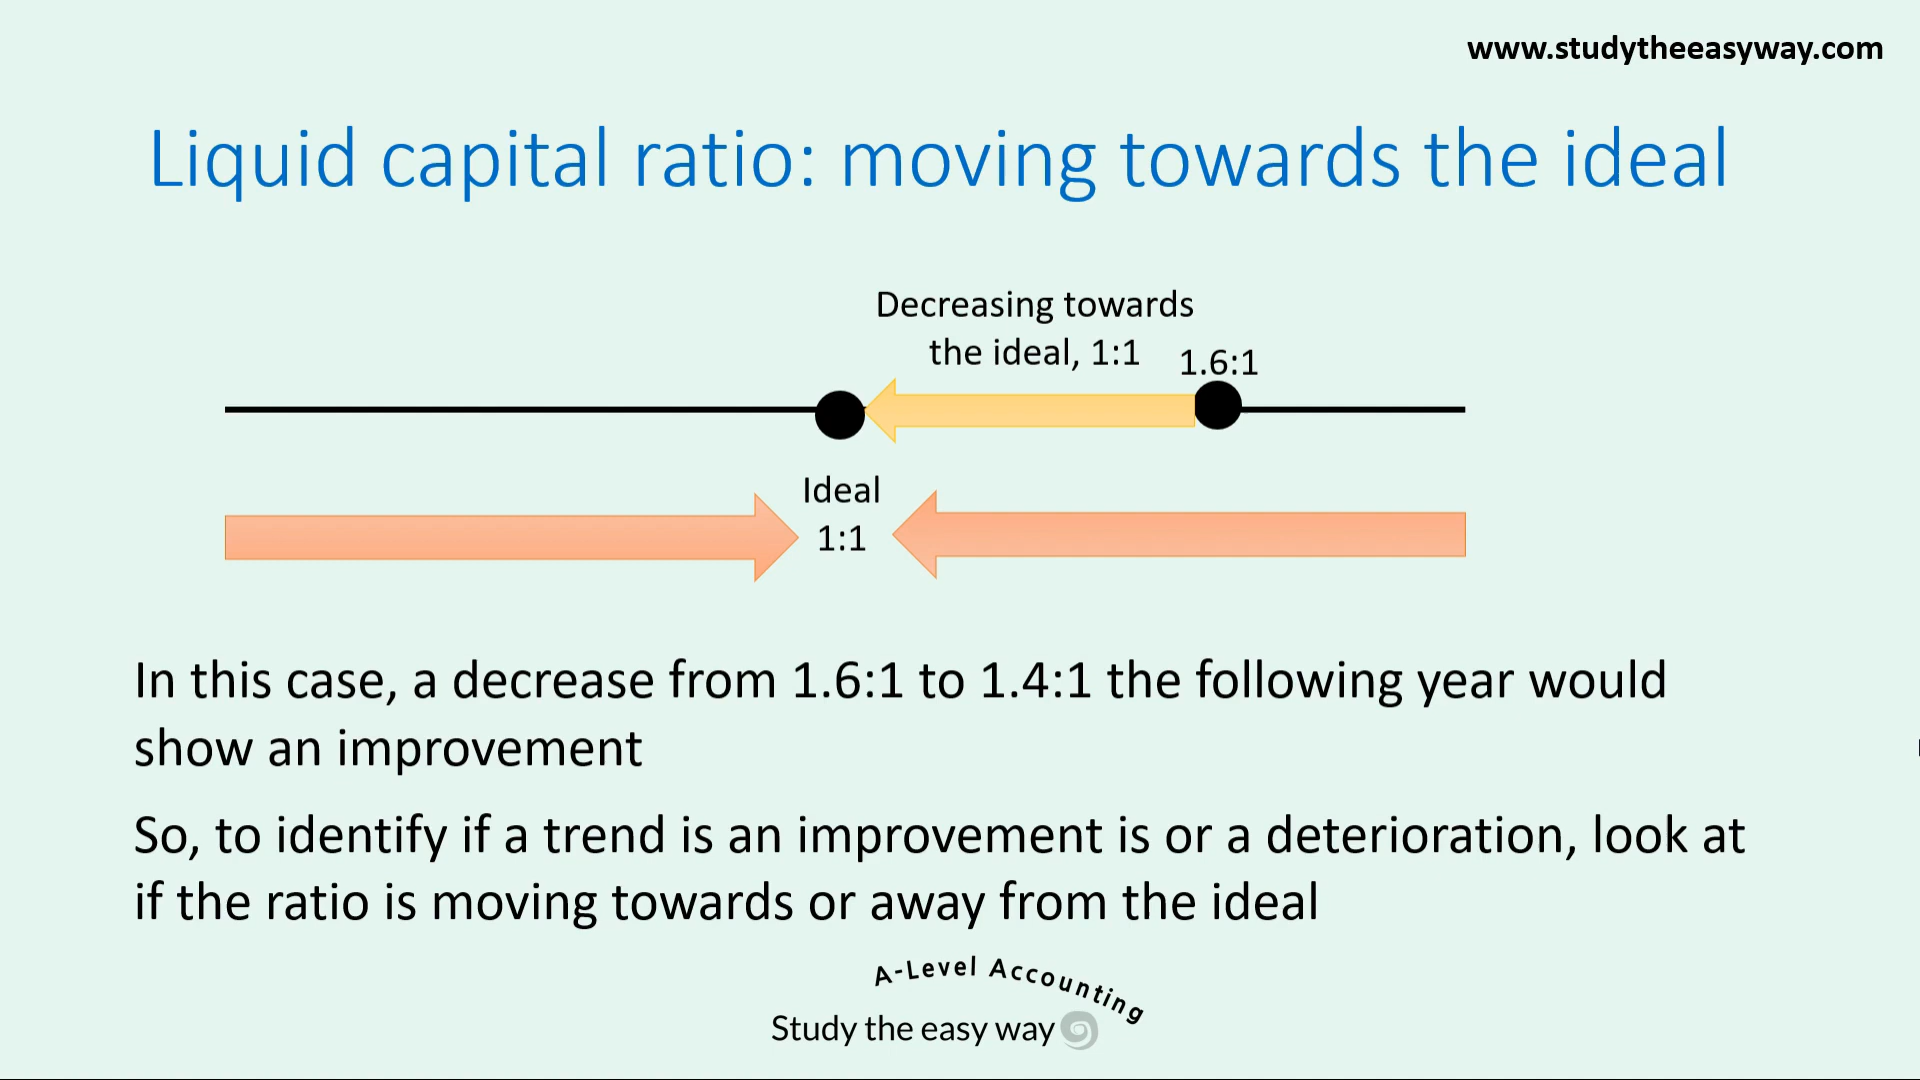 www.studytheeasyway.com
Liquid capital ratio: moving towards the ideal
Decreasing towards
the ideal, 1:1
1.6:1
Ideal
1:1
In this case, a decrease from 1.6:1 to 1.4:1 the following year would
show an improvement
So, to identify if a trend is an improvement is or a deterioration, look at
if the ratio is moving towards or away from the ideal
A-Level Accounting
Study the easy way